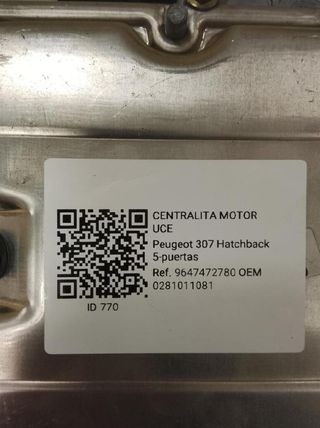 CENTRALITA MOTOR
UCE
Peugeot 307 Hatchback
5-puertas
Ref. 9647472780 OEM
0281011081
ID 770